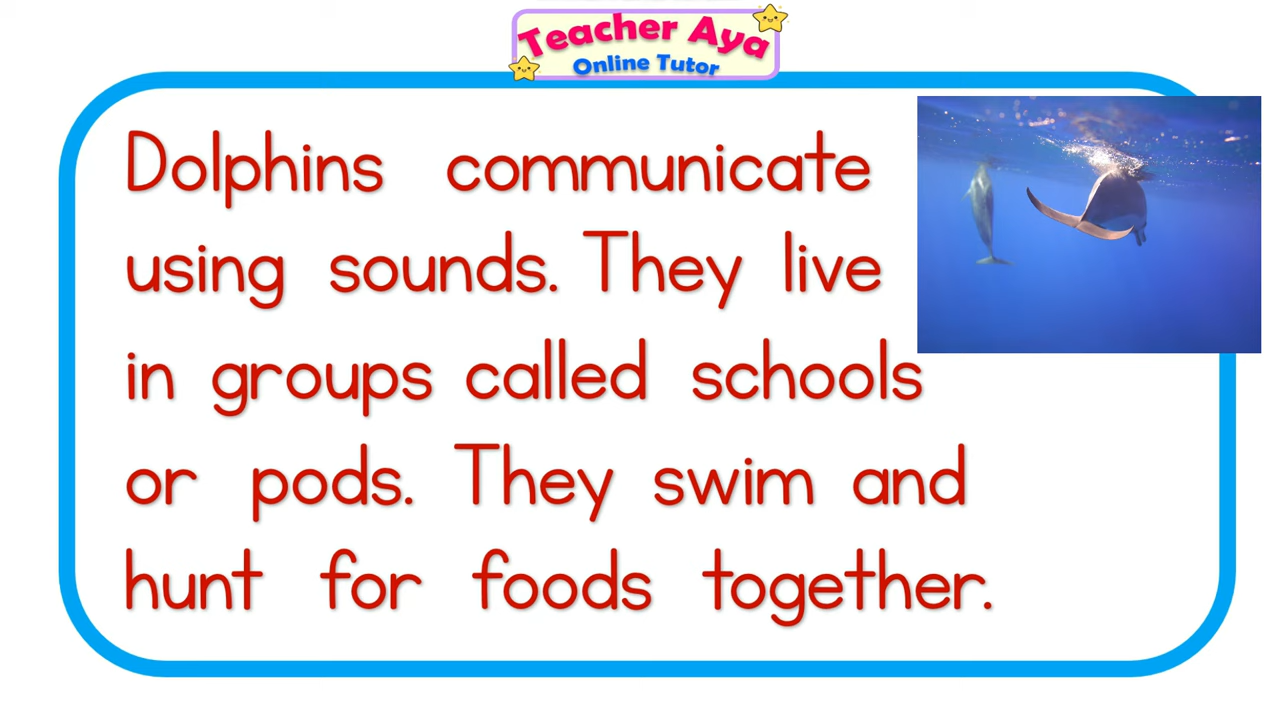 Teacher Aya
Online Tutor
Dolphins communicate
using sounds. They live
in groups called schools
or pods. They swim and
hunt for foods together.